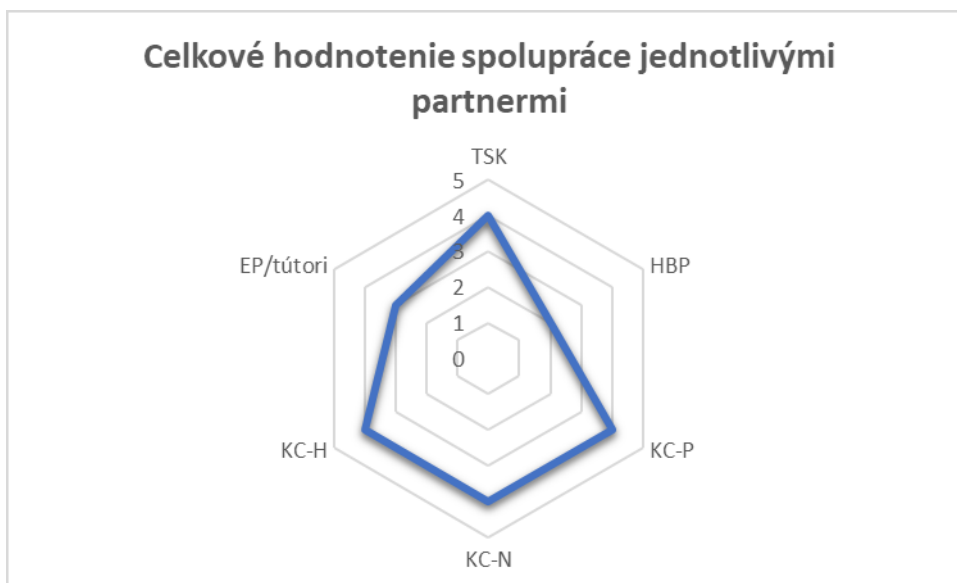 Celkové hodnotenie spolupráce jednotlivými
partnermi
TSK
5
4
3
2
1
0
HBP
KC-P
KC-N
KC-H
EP/tútori